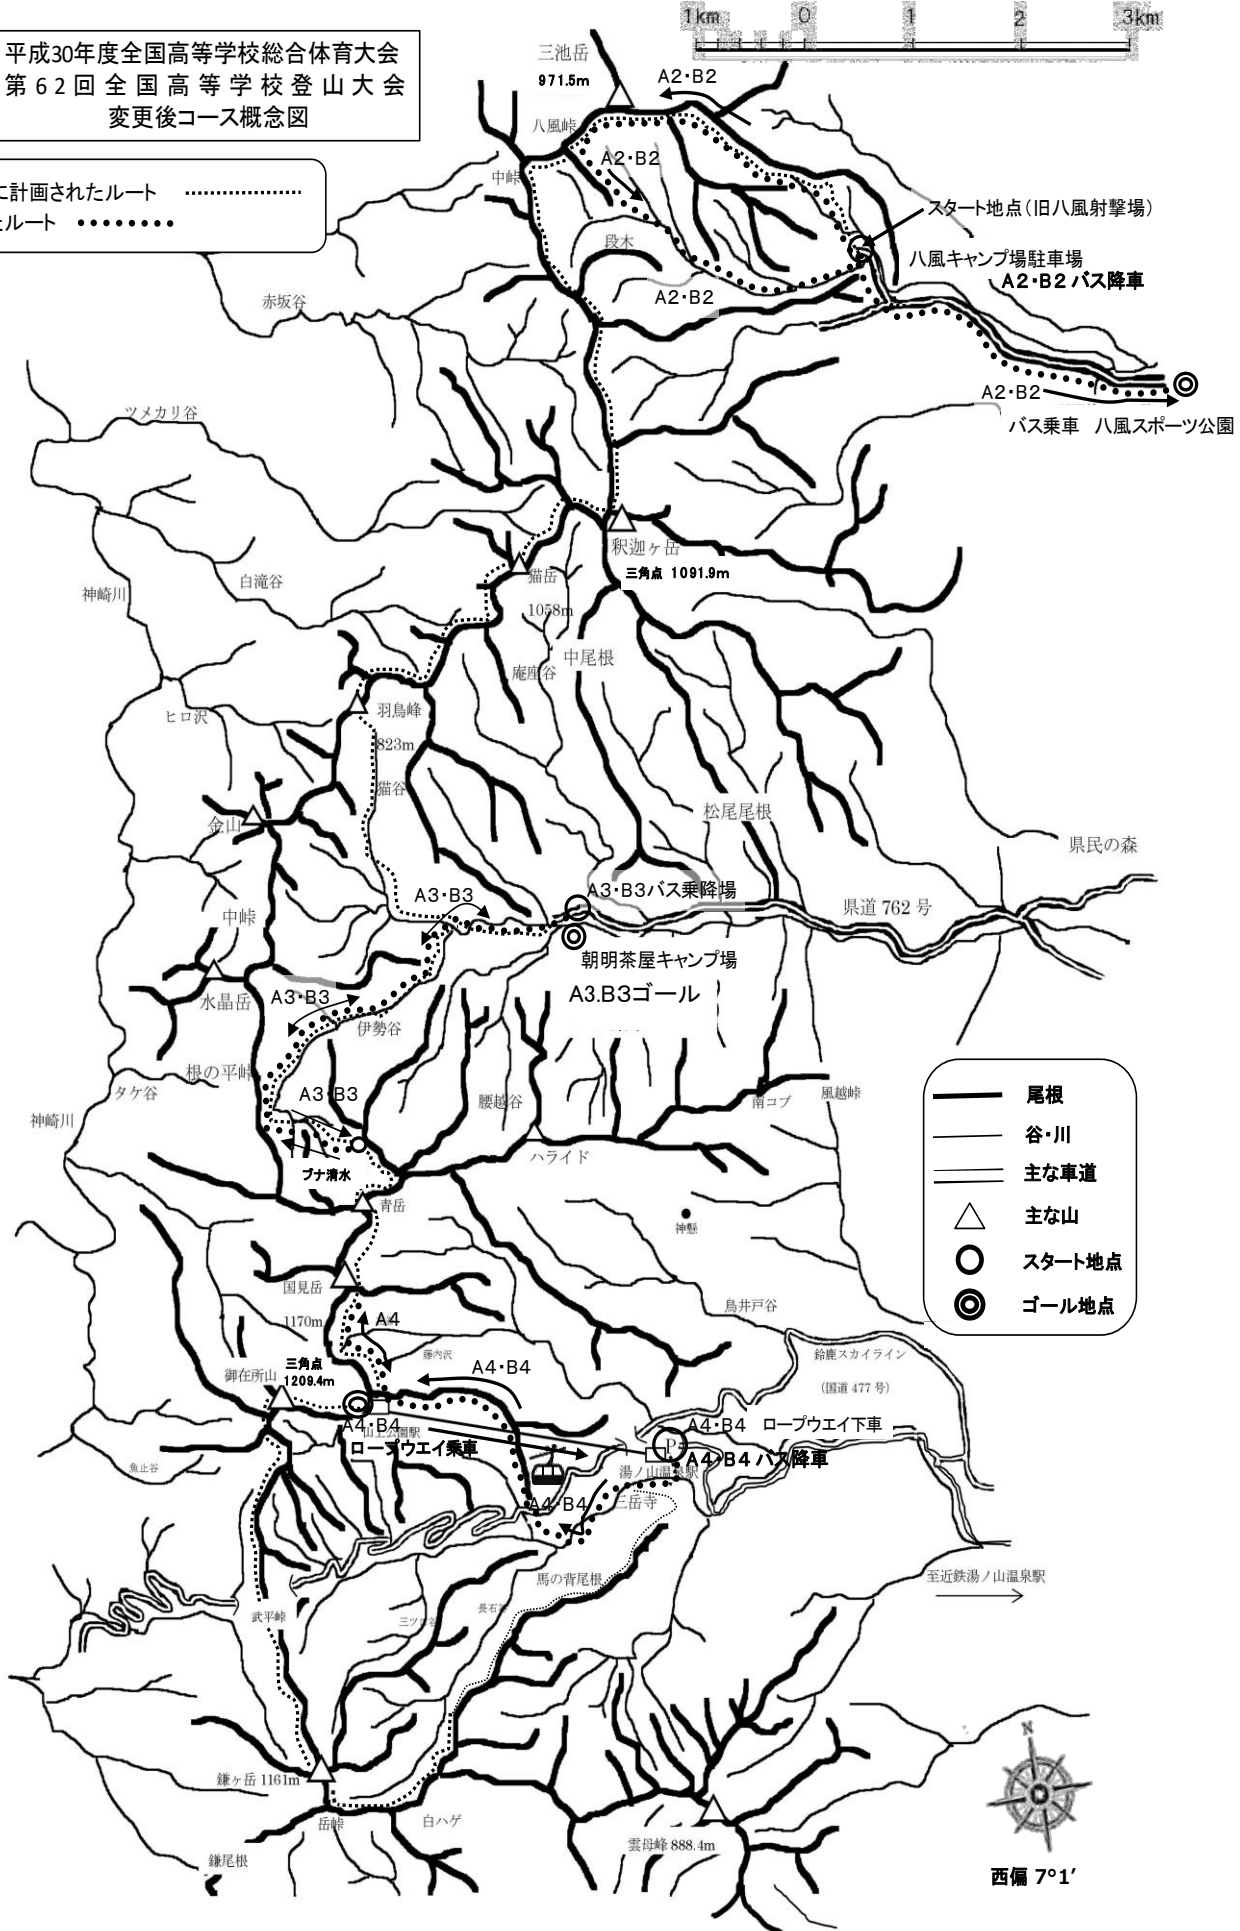 1km 0 1 2 3km
平成30年度全国高等学校総合体育大会
第62回全国高等学校登山大会
変更後コース概念図
に計画されたルート
ルート
三池岳
971.5m
A2・B2
八風峠
中峠
A2・B2
スタート地点(旧八風射撃場)
段木
八風キャンプ場駐車場
A2・B2 バス降車
A2・B2
赤坂谷
A2・B2
バス乗車 八風スポーツ公園
ツメカリ谷
釈迦ヶ岳
三角点 1091.9m
猫岳
1058m
白滝谷
神崎川
中尾根
庵座谷
羽鳥峰
823m
ヒロ沢
猫谷
金山
松尾尾根
県民の森
A3・B3
A3・B3バス乗降場
県道 762 号
中峠
朝明茶屋キャンプ場
A3.B3ゴール
水晶岳
A3・B3
伊勢谷
根の平峠
タケ谷
A3・B3
腰越谷
南コブ
風越峠
神崎川
ブナ清水
ハライド
青岳
神懸
国見岳
1170m
A4
鳥井戸谷
藤内沢
鈴鹿スカイライン
(国道 477 号)
御在所山
三角点
1209.4m
A4・B4
A4・B4
山上公園駅
ロープウエイ乗車
A4・B4 ロープウエイ下車
P
A4・B4 バス降車
湯ノ山温泉駅
魚止谷
A4・B4
三岳寺
馬の背尾根
至近鉄湯ノ山温泉駅
武平峠
三ツ口谷
長石谷
鎌ヶ岳 1161m
岳峠
白ハゲ
雲母峰 888.4m
鎌尾根
尾根
谷・川
主な車道
主な山
スタート地点
ゴール地点
N
西偏 7°1′